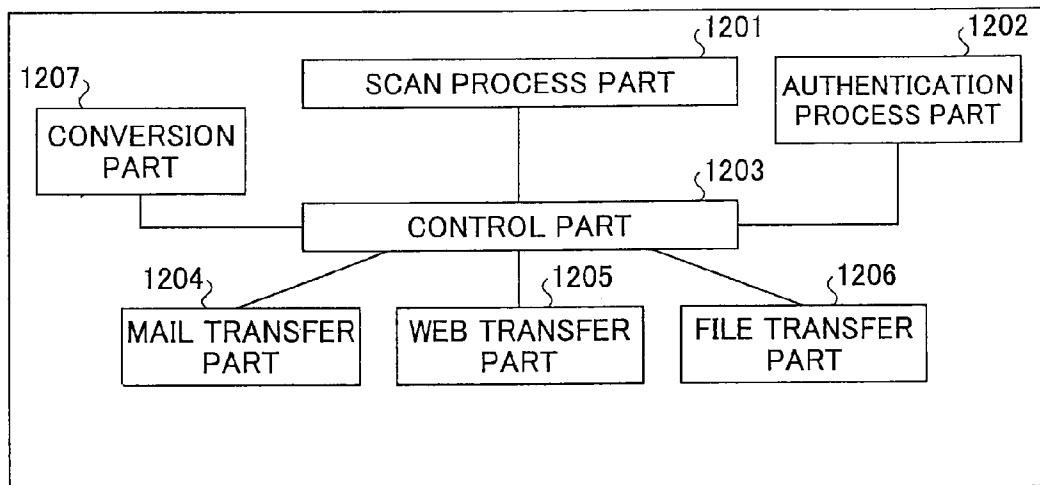 1201
SCAN PROCESS PART
1202
AUTHENTICATION
PROCESS PART
1207
CONVERSION
PART
1203
CONTROL PART
1204
MAIL TRANSFER
PART
1205
WEB TRANSFER
PART
1206
FILE TRANSFER
PART